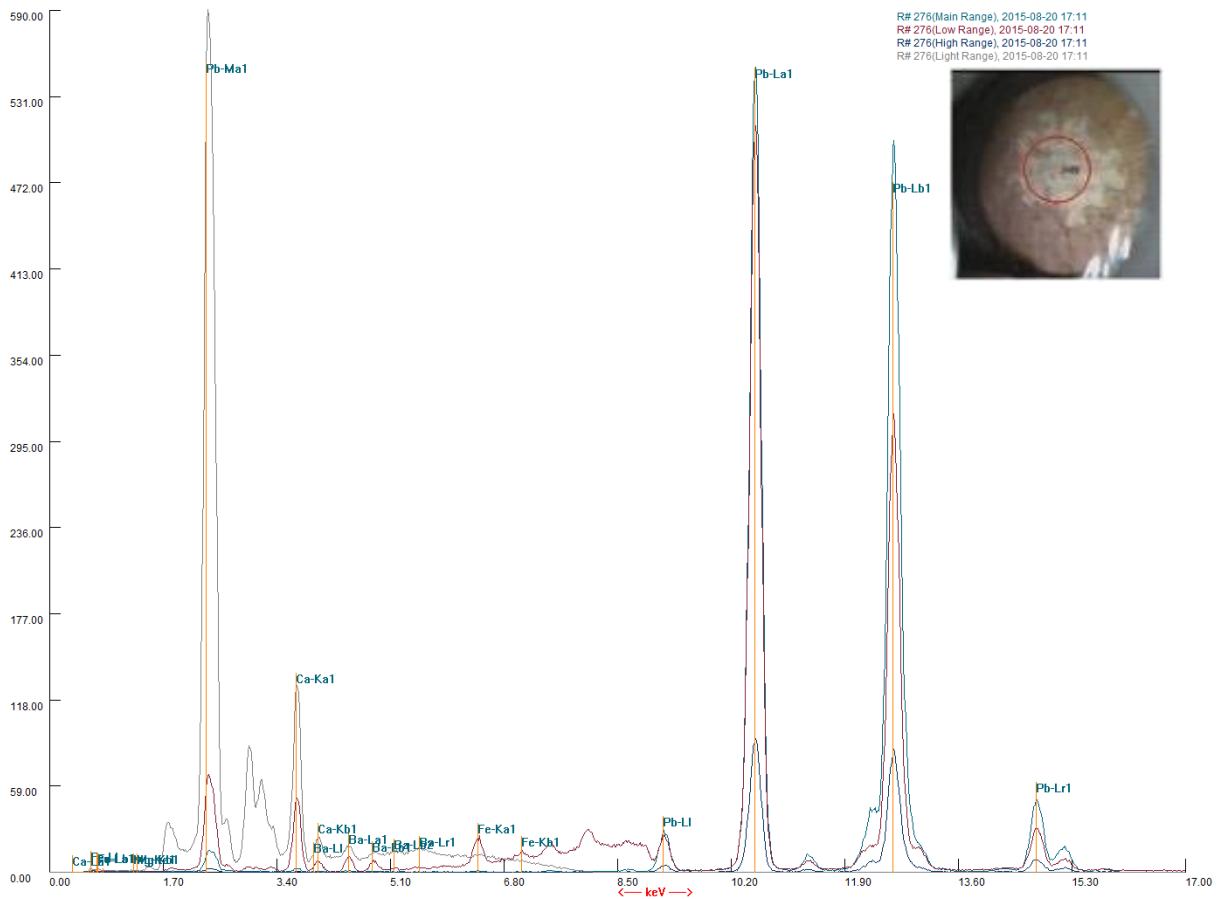 590.00
531.00
472.00
413.00
354.00
295.00
236.00
177.00
118.00
59.00
0.00
R# 276(Main Range), 2015-08-20 17:11
R# 276(Low Range), 2015-08-20 17:11
R# 276(High Range), 2015-08-20 17:11
R# 276(Light Range), 2015-08-20 17:11
Pb-Ma1
Pb-La1
Pb-Lb1
Ca-Ka1
Pb-Lr1
Ca-Kb1
Ba-Ll
Ba-La1
Ba-Lb1
Ba-Lb2
Ba-Lr1
Fe-Ka1
Fe-Kb1
Pb-Ll
0.00 1.70 3.40 5.10 6.80 8.50 10.20 11.90 13.60 15.30 17.00
<— keV —>